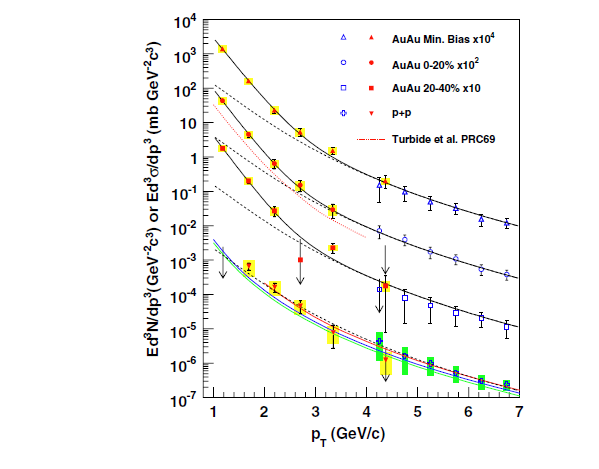 10⁴
10³
10²
10
1
10⁻¹
10⁻²
10⁻³
10⁻⁴
10⁻⁵
10⁻⁶
10⁻⁷
Ed³N/dp³(GeV⁻²c³) or Ed³σ/dp³ (mb GeV⁻²c³)
AuAu Min. Bias x10⁴
AuAu 0-20% x10²
AuAu 20-40% x10
p+p
Turbide et al. PRC69
1 2 3 4 5 6 7
p_T (GeV/c)